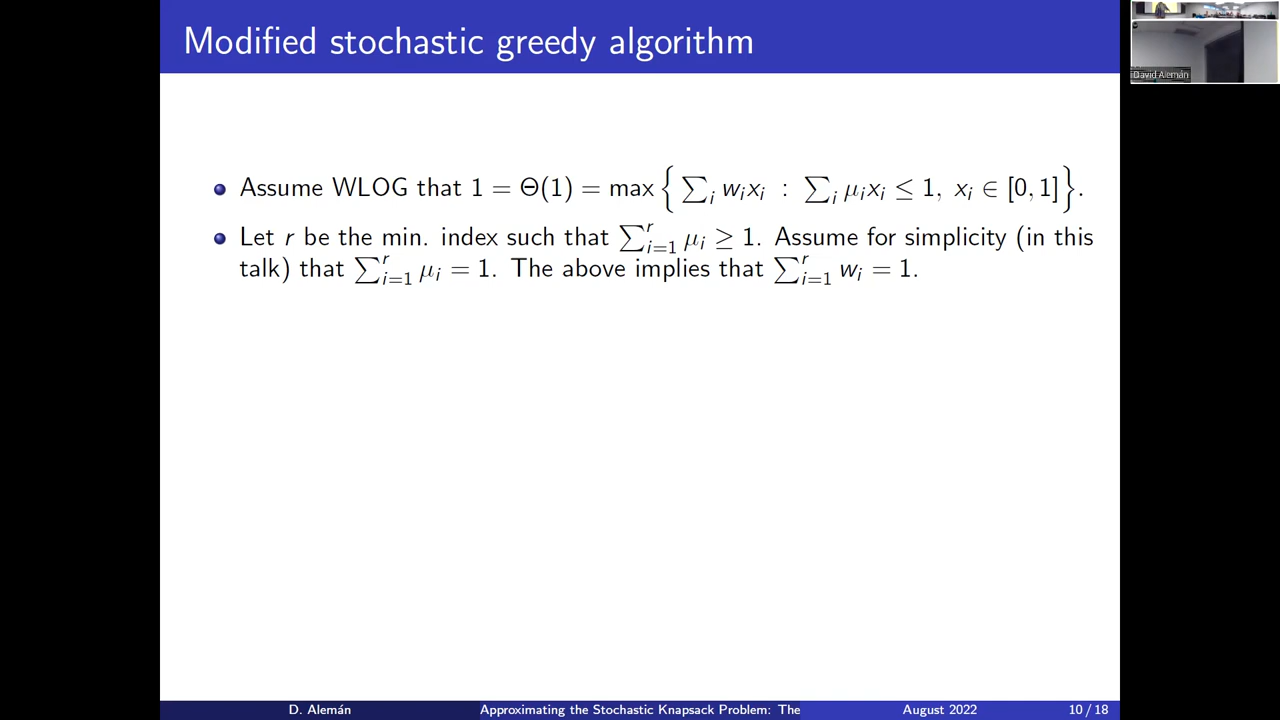 Modified stochastic greedy algorithm
David Alemán
Assume WLOG that 1 = Θ(1) = max { ∑_i w_i x_i : ∑_i μ_i x_i ≤ 1, x_i ∈ [0, 1] }.
Let r be the min. index such that ∑_{i=1}^r μ_i ≥ 1. Assume for simplicity (in this
talk) that ∑_{i=1}^r μ_i = 1. The above implies that ∑_{i=1}^r w_i = 1.
D. Alemán Approximating the Stochastic Knapsack Problem: The August 2022 10 / 18